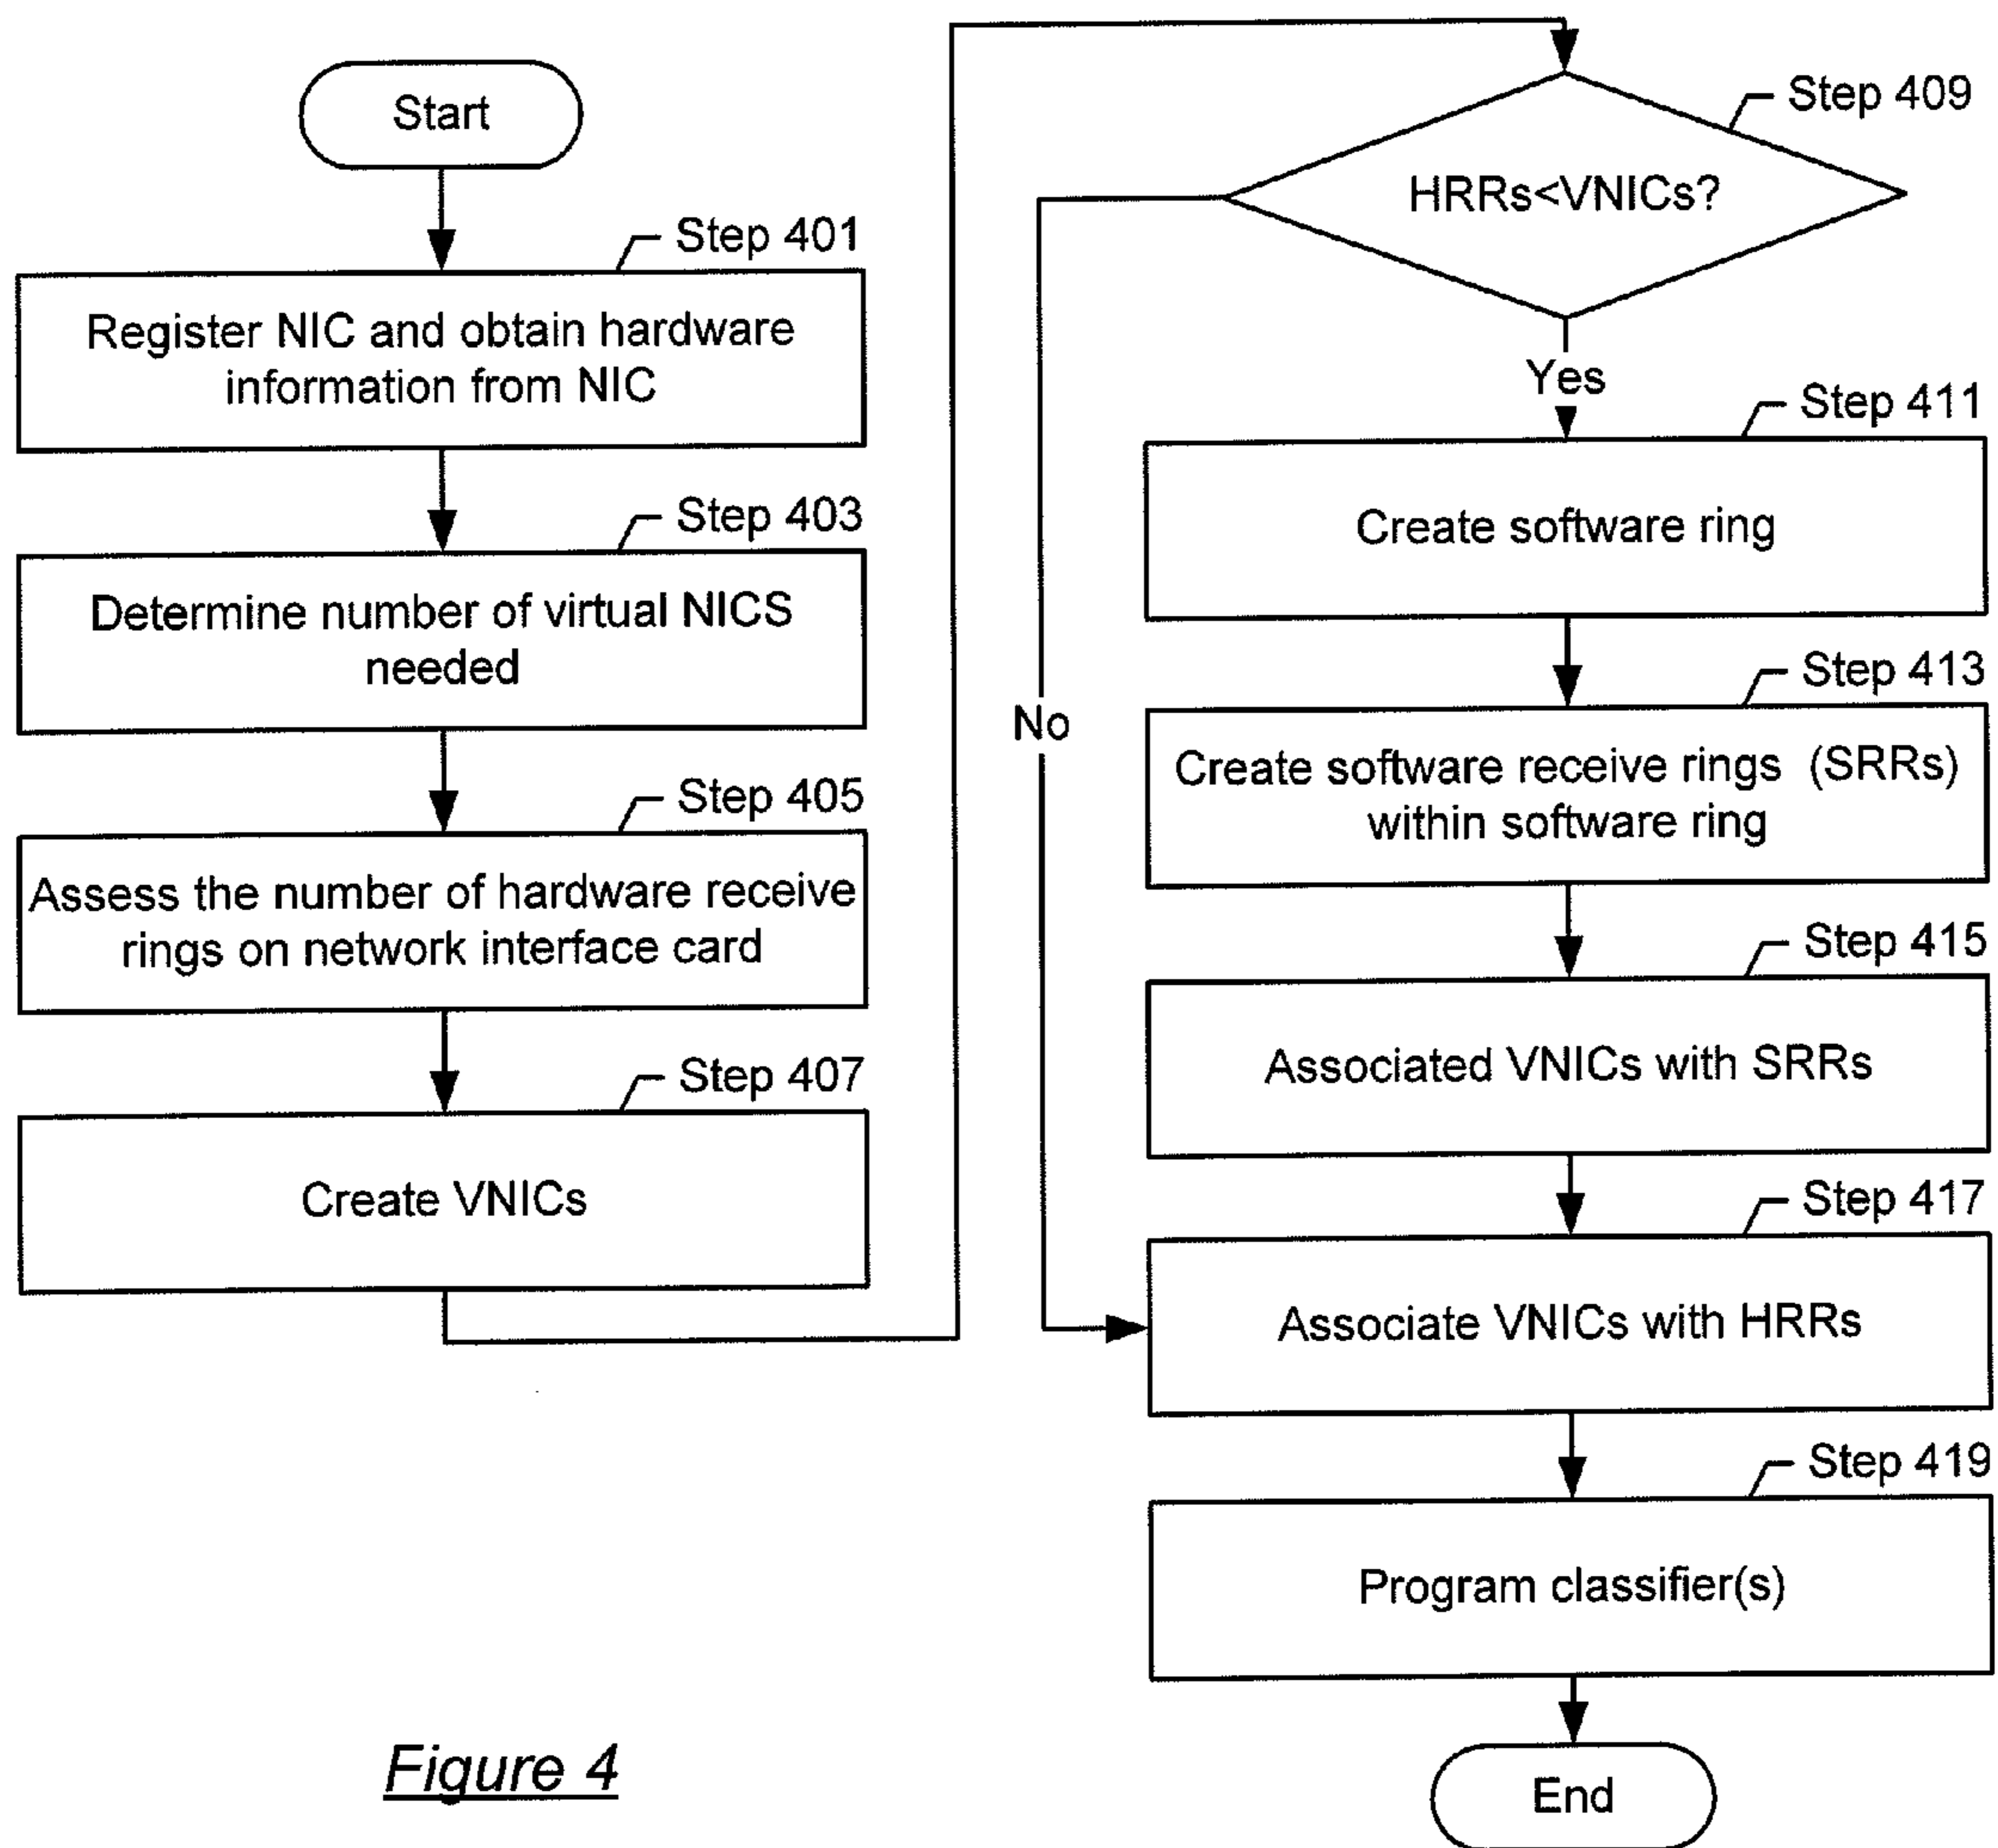 Start
Step 401
Register NIC and obtain hardware
information from NIC
Step 403
Determine number of virtual NICS
needed
Step 405
Assess the number of hardware receive
rings on network interface card
Step 407
Create VNICs
Step 409
HRRs<VNICs?
Yes
No
Step 411
Create software ring
Step 413
Create software receive rings (SRRs)
within software ring
Step 415
Associated VNICs with SRRs
Step 417
Associate VNICs with HRRs
Step 419
Program classifier(s)
End
Figure 4